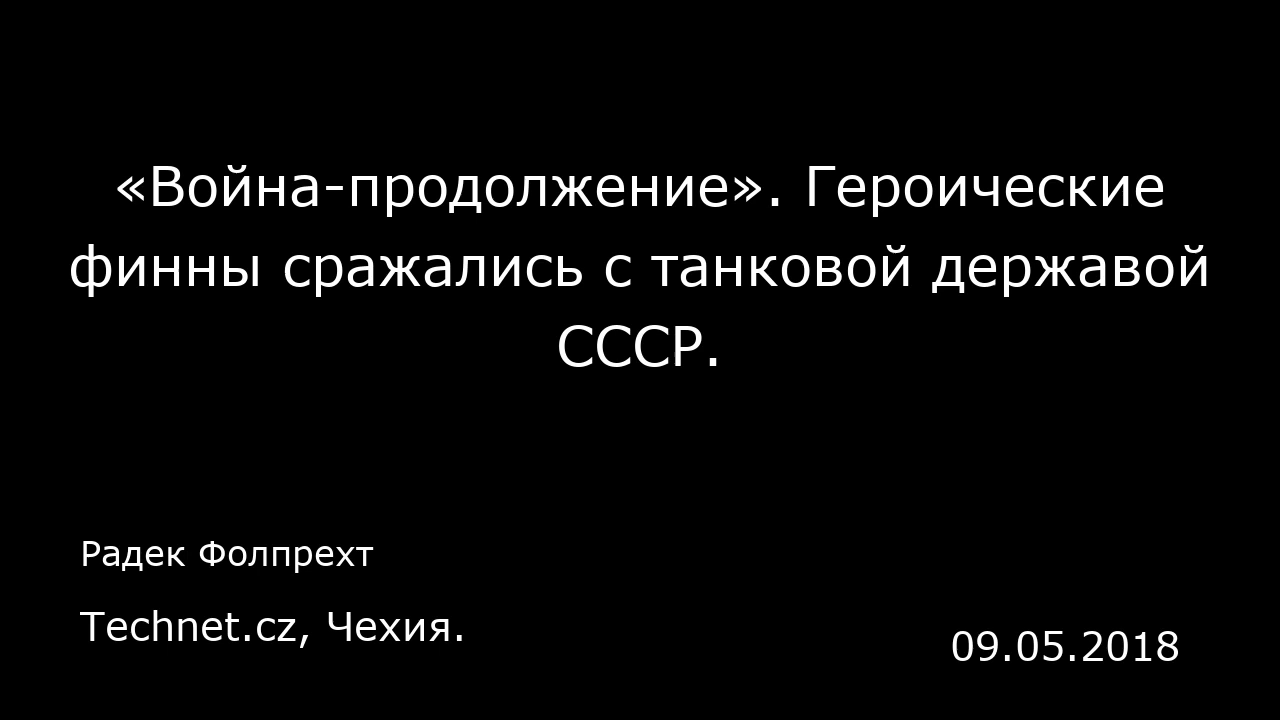 «Война-продолжение». Героические
финны сражались с танковой державой
СССР.
Радек Фолпрехт
Technet.cz, Чехия.
09.05.2018